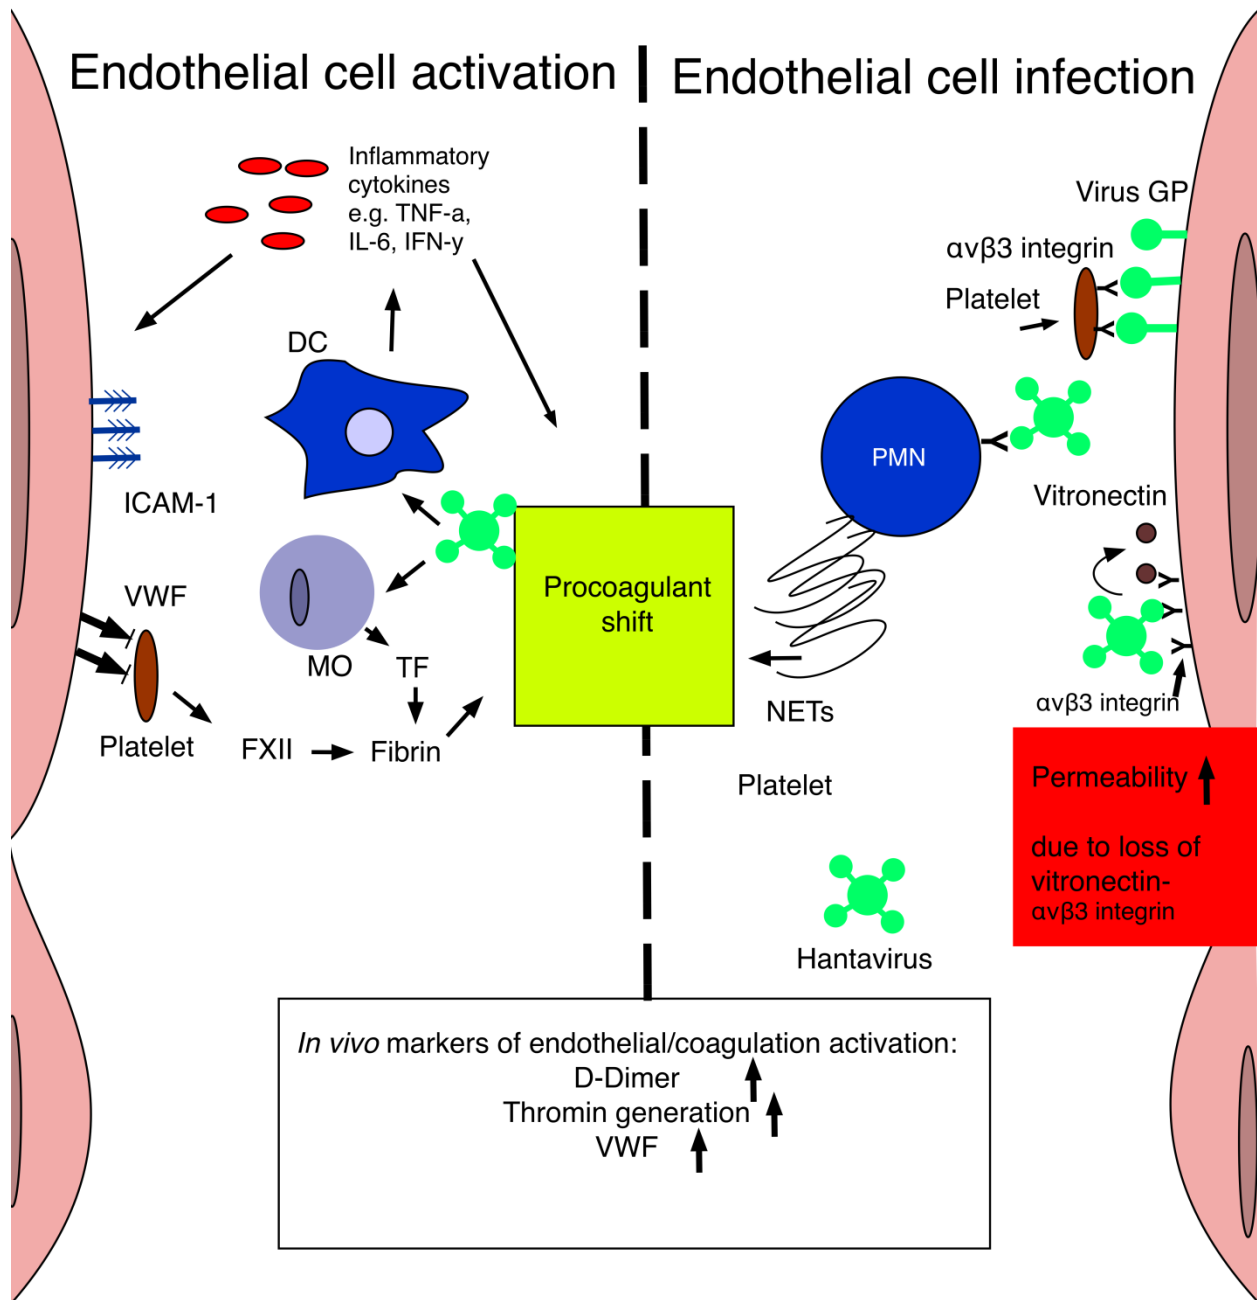 Endothelial cell activation
Endothelial cell infection
Inflammatory
cytokines
e.g. TNF-a,
IL-6, IFN-y
DC
ICAM-1
VWF
MO
TF
Platelet
FXII
Fibrin
Procoagulant
shift
Virus GP
αvβ3 integrin
Platelet
PMN
Vitronectin
αvβ3 integrin
NETs
Platelet
Hantavirus
Permeability
due to loss of
vitronectin-
αvβ3 integrin
In vivo markers of endothelial/coagulation activation:
D-Dimer
Thromin generation
VWF